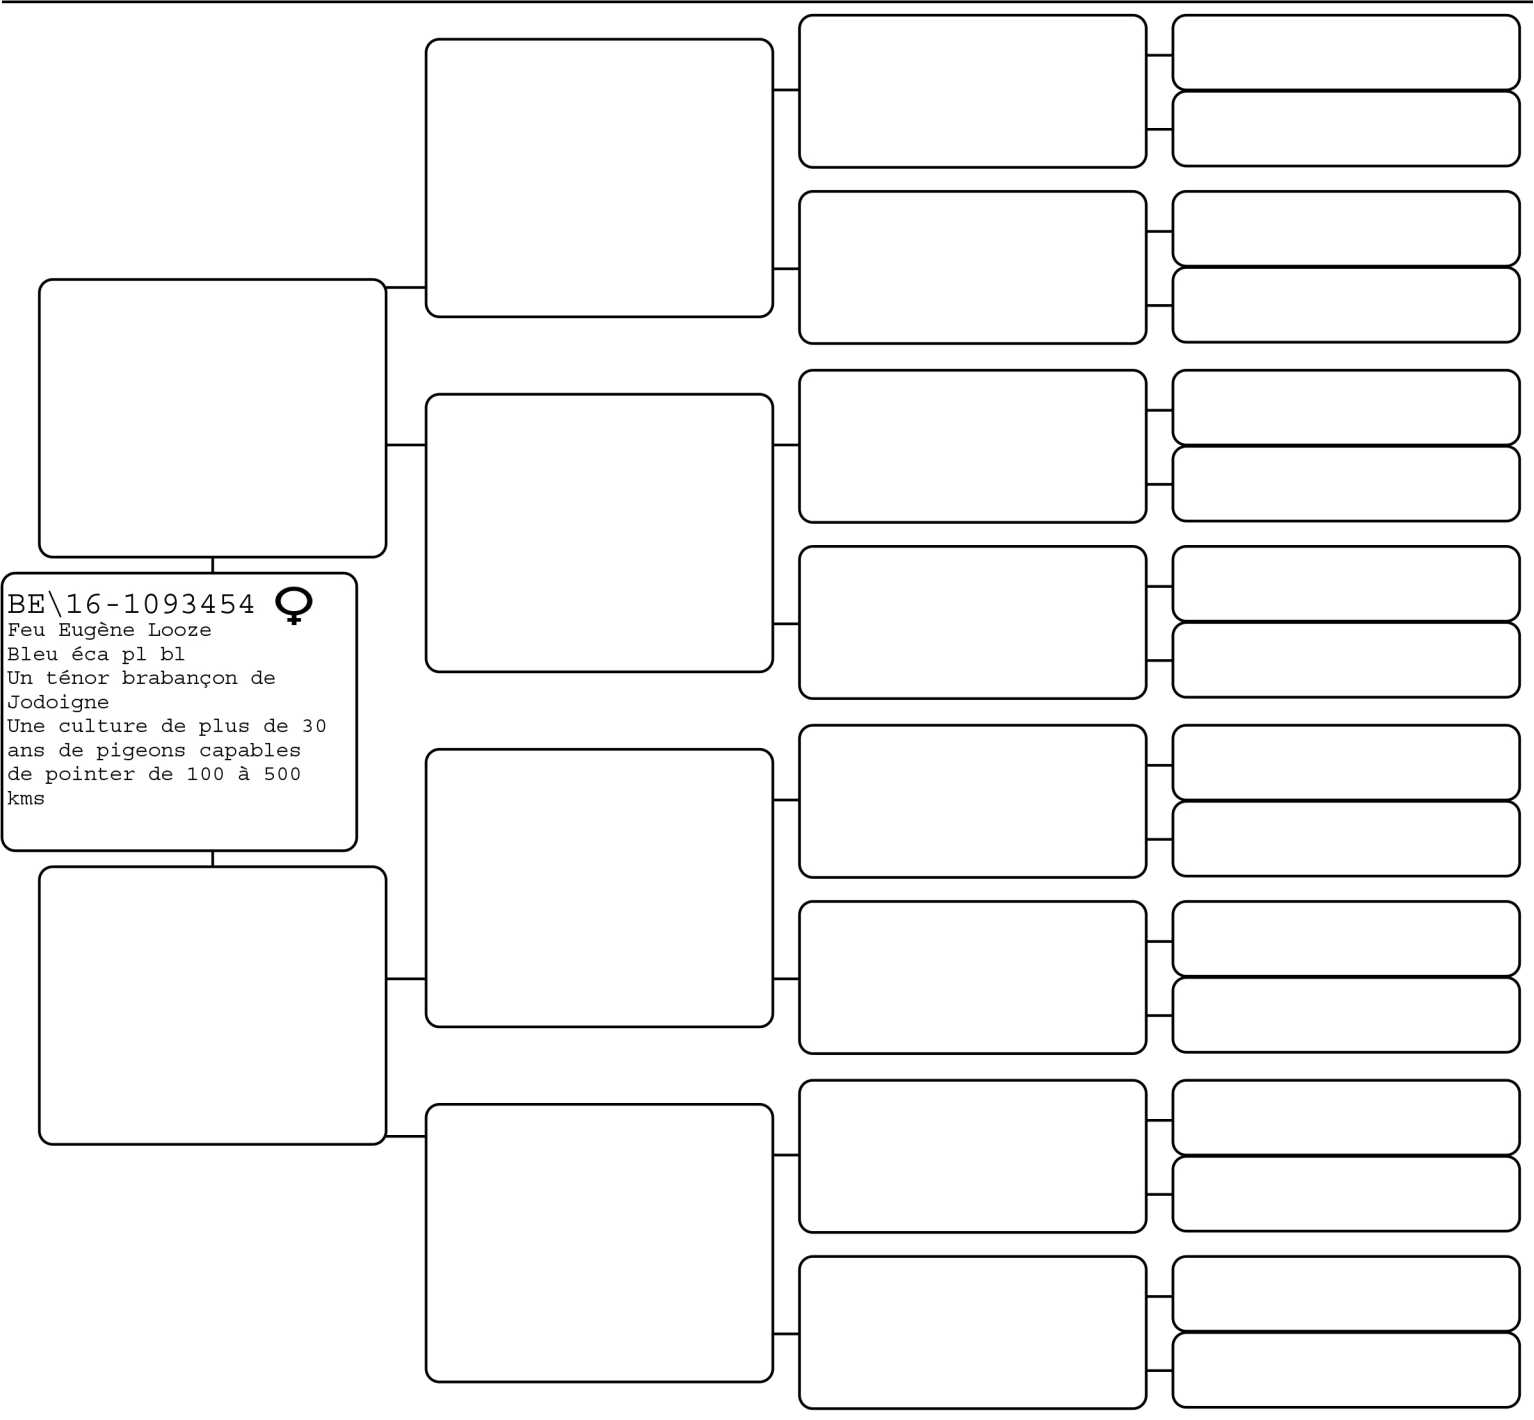 BE\16-1093454 ♀
Feu Eugène Looze
Bleu éca pl bl
Un ténor brabançon de
Jodoigne
Une culture de plus de 30
ans de pigeons capables
de pointer de 100 à 500
kms